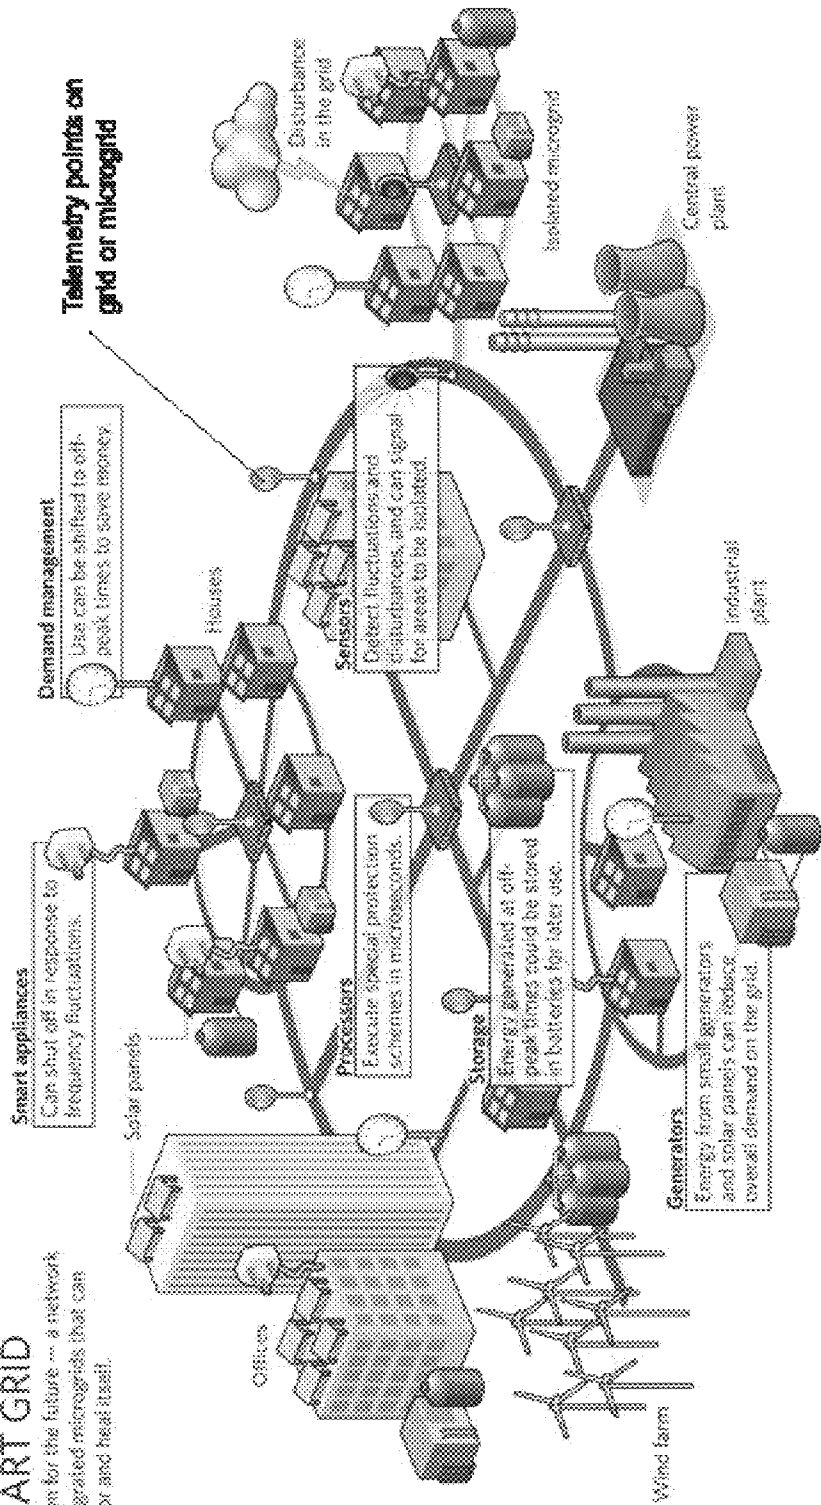 ART GRID
n for the future — a network
grated microgrids that can
or and heal itself.
Smart appliances
Can shut off in response to
frequency fluctuations.
Demand management
Use can be shifted to off-
peak times to save money.
Telemetry points on
grid or microgrid
Solar panels
Houses
Offices
Disturbance
in the grid
Processors
Execute special protection
schemes in microseconds.
Sensors
Detect fluctuations and
disturbances, and can signal
for areas to be isolated.
Storage
Energy generated at off-
peak times could be stored
in batteries for later use.
Isolated microgrid
Generators
Energy from small generators
and solar panels can reduce
overall demand on the grid.
Wind farm
Industrial
plant
Central power
plant